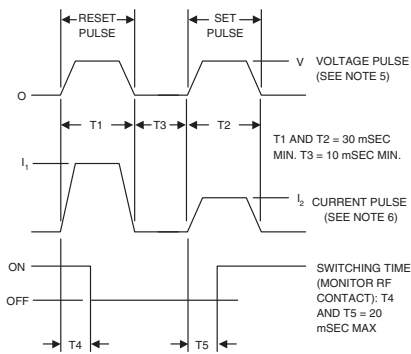 RESET
PULSE
SET
PULSE
V
VOLTAGE PULSE
(SEE NOTE 5)
O
T1
T3
T2
T1 AND T2 = 30 mSEC
MIN. T3 = 10 mSEC MIN.
I1
I2
CURRENT PULSE
(SEE NOTE 6)
ON
OFF
SWITCHING TIME
(MONITOR RF
CONTACT): T4
AND T5 = 20
mSEC MAX
T4
T5